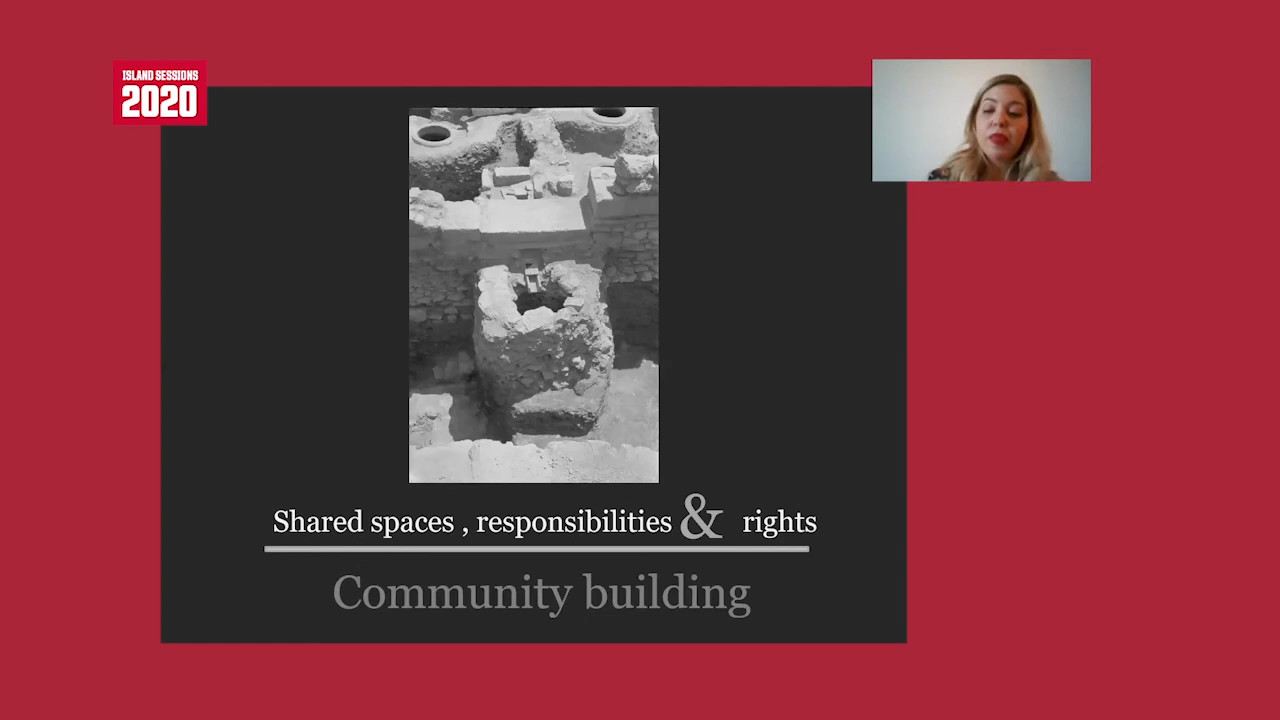 ISLAND SESSIONS
2020
Shared spaces , responsibilities & rights
Community building